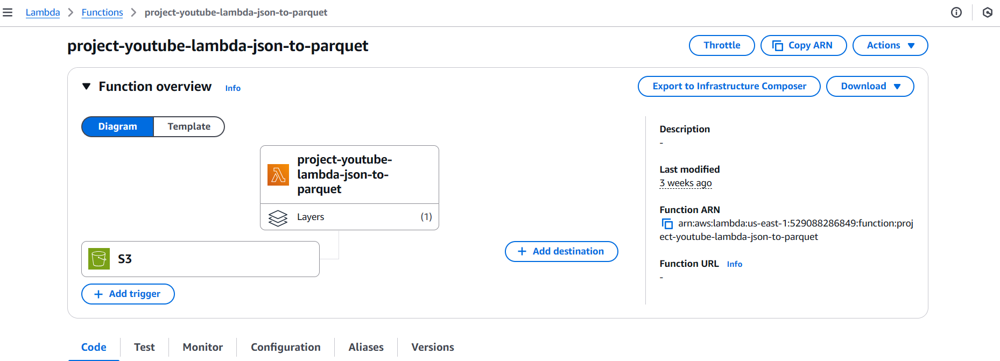 Lambda > Functions > project-youtube-lambda-json-to-parquet
project-youtube-lambda-json-to-parquet
Throttle
Copy ARN
Actions
Function overview Info
Export to Infrastructure Composer
Download
Diagram
Template
project-youtube-
lambda-json-to-
parquet
Layers (1)
S3
+ Add trigger
+ Add destination
Description
-
Last modified
3 weeks ago
Function ARN
arn:aws:lambda:us-east-1:529088286849:function:proj
ect-youtube-lambda-json-to-parquet
Function URL Info
-
Code
Test
Monitor
Configuration
Aliases
Versions